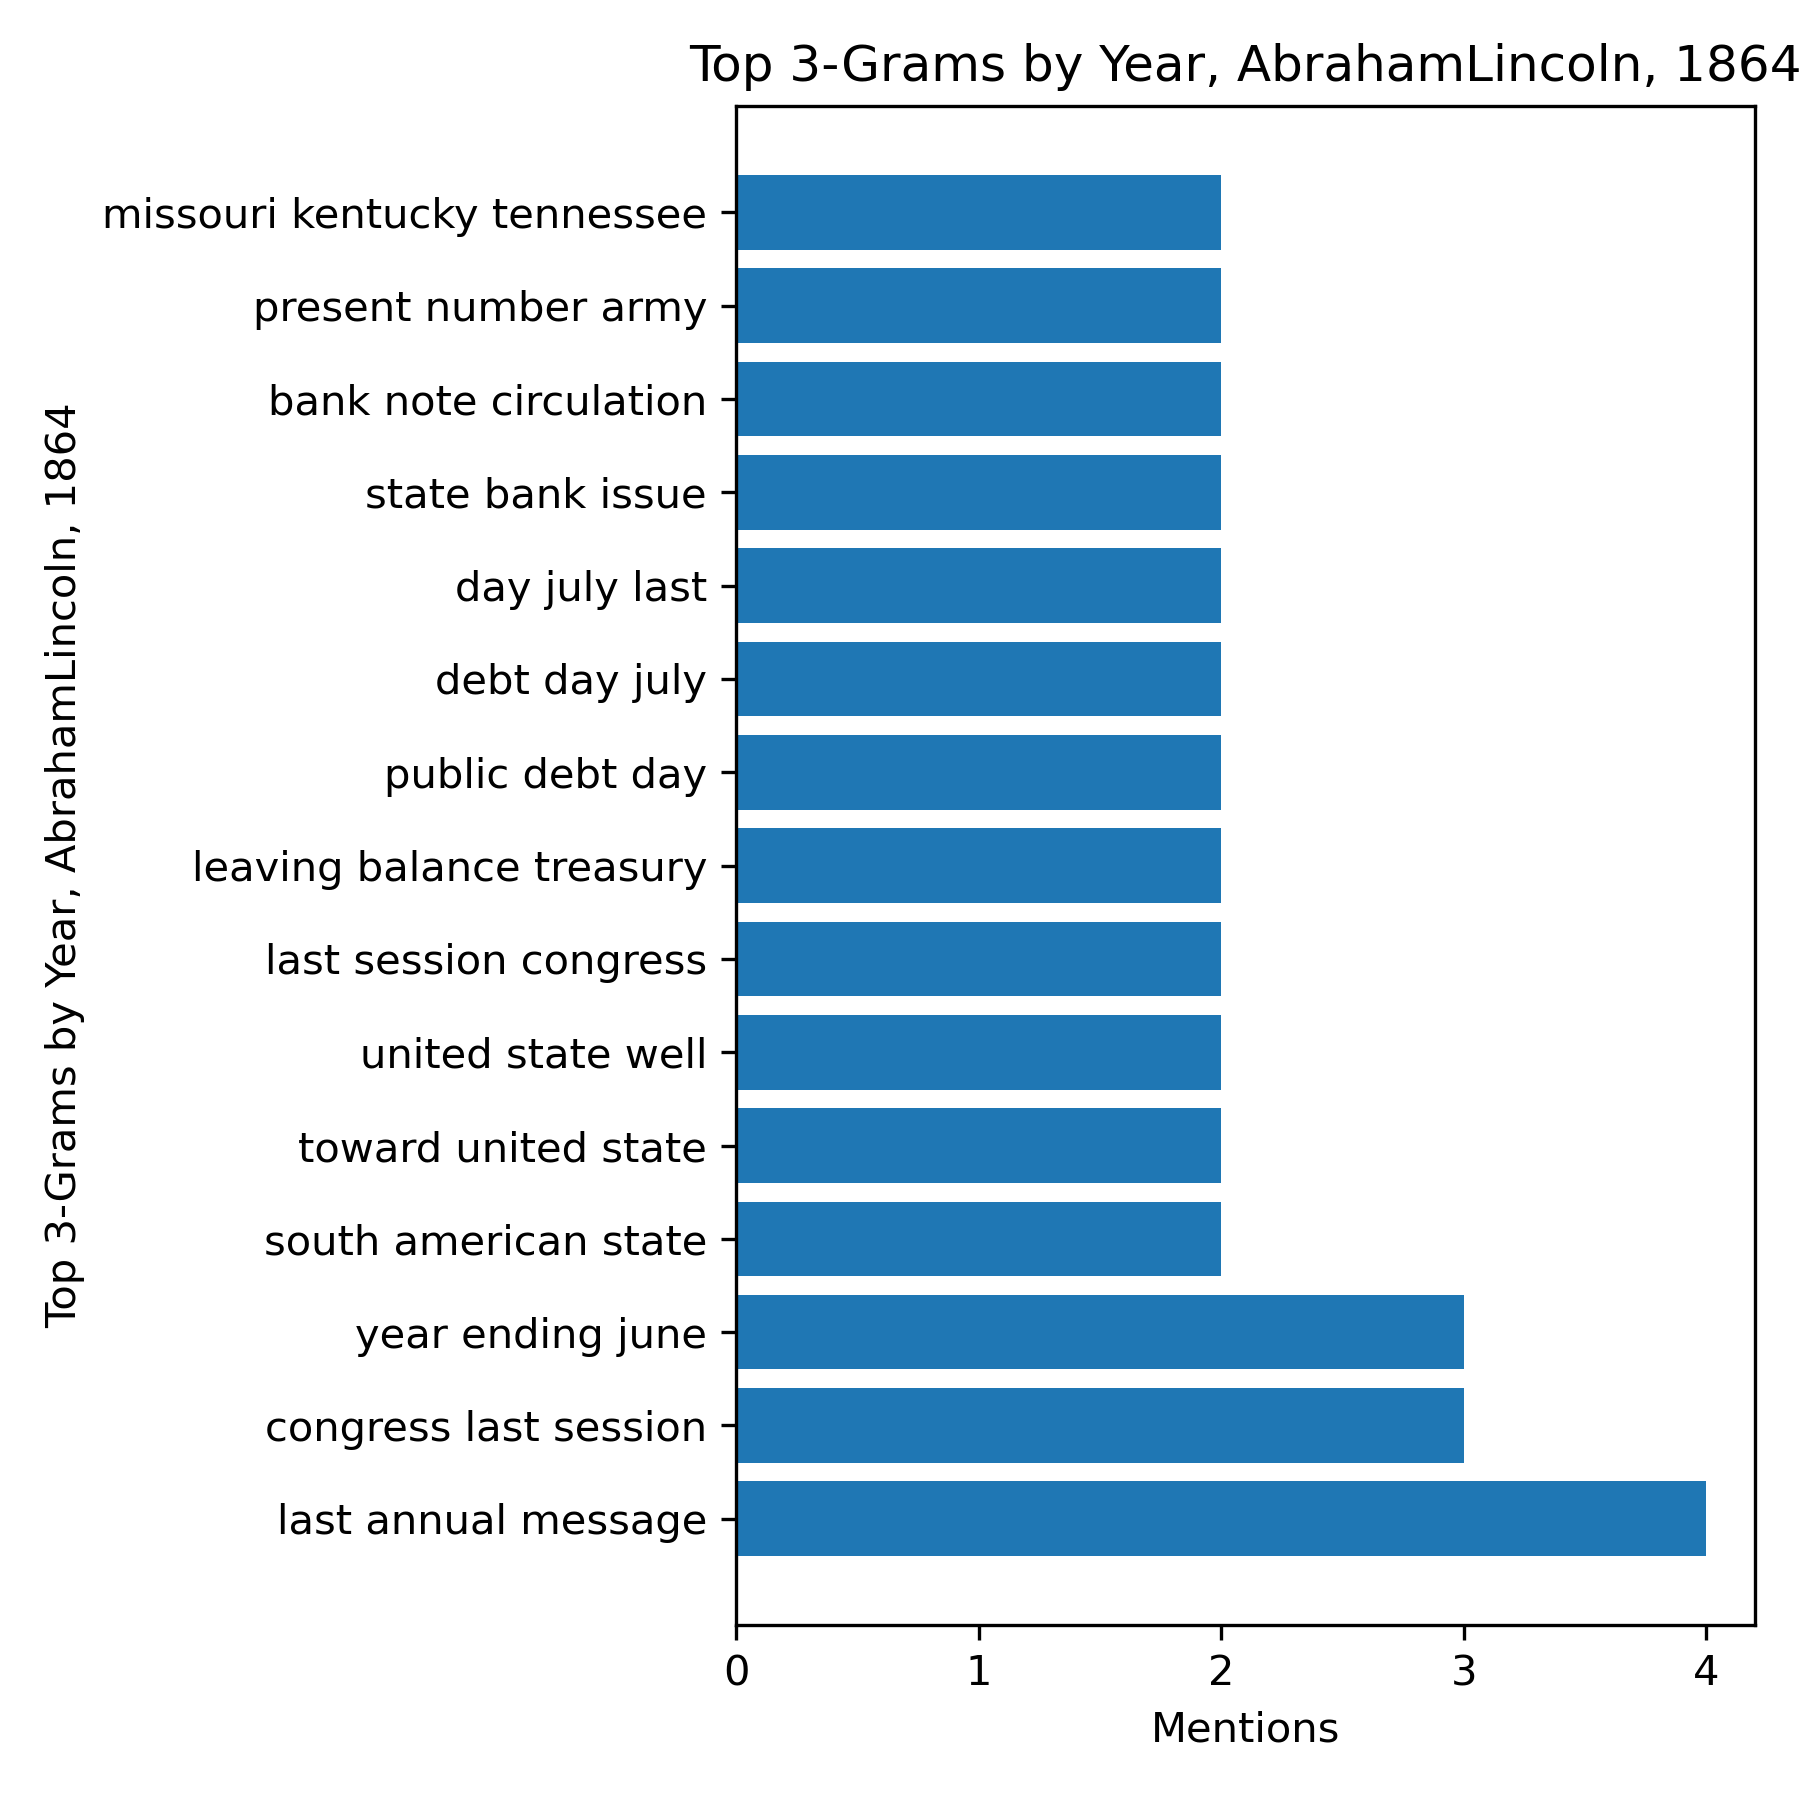 Top 3-Grams by Year, AbrahamLincoln, 1864
Top 3-Grams by Year, AbrahamLincoln, 1864
missouri kentucky tennessee
present number army
bank note circulation
state bank issue
day july last
debt day july
public debt day
leaving balance treasury
last session congress
united state well
toward united state
south american state
year ending june
congress last session
last annual message
0 1 2 3 4
Mentions